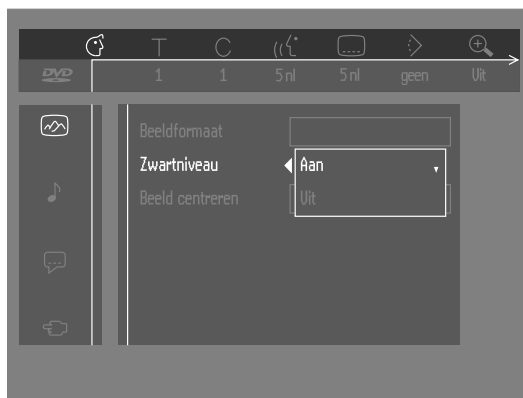 T C
DVD 1 1 5 nl 5 nl geen Uit
Beeldformaat
Zwartniveau Aan
Beeld centreren Uit